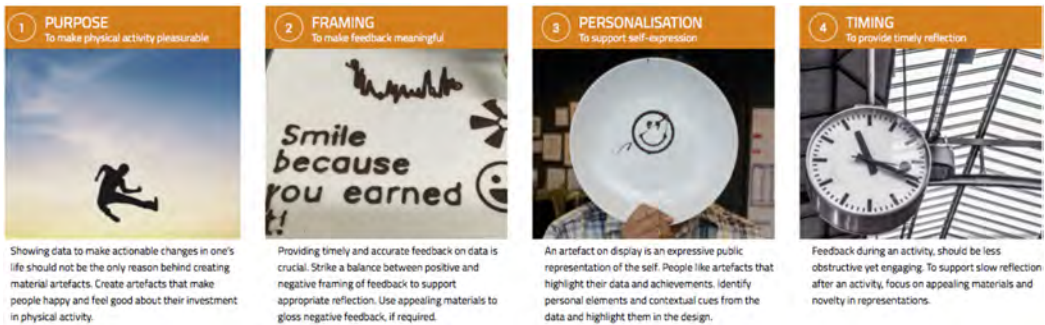 1 PURPOSE
To make physical activity pleasurable
Showing data to make actionable changes in one's
life should not be the only reason behind creating
material artefacts. Create artefacts that make
people happy and feel good about their investment
in physical activity.
2 FRAMING
To make feedback meaningful
Smile
because
you earned
t!
Providing timely and accurate feedback on data is
crucial. Strike a balance between positive and
negative framing of feedback to support
appropriate reflection. Use appealing materials to
gloss negative feedback, if required.
3 PERSONALISATION
To support self-expression
An artefact on display is an expressive public
representation of the self. People like artefacts that
highlight their data and achievements. Identify
personal elements and contextual cues from the
data and highlight them in the design.
4 TIMING
To provide timely reflection
Feedback during an activity, should be less
obstructive yet engaging. To support slow reflection
after an activity, focus on appealing materials and
novelty in representations.